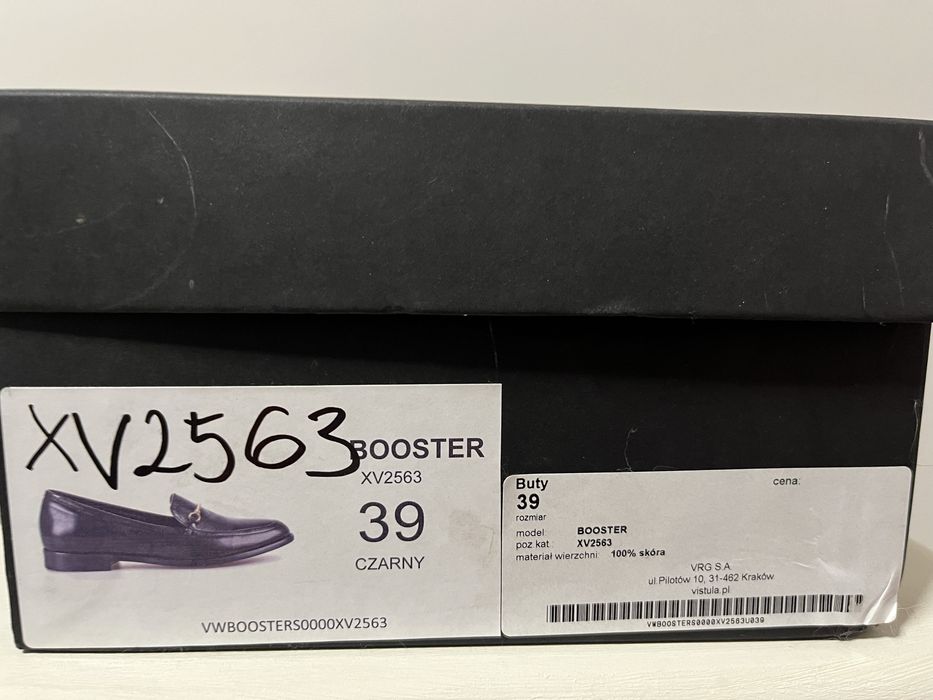 XV2563
BOOSTER
XV2563
39
CZARNY
VWBOOSTERS0000XV2563
Buty
cena:
39
rozmiar
model: BOOSTER
poz.kat.: XV2563
materiał wierzchni: 100% skóra
VRG S.A.
ul.Pilotów 10, 31-462 Kraków
vistula.pl
VWBOOSTERS0000XV2563U039